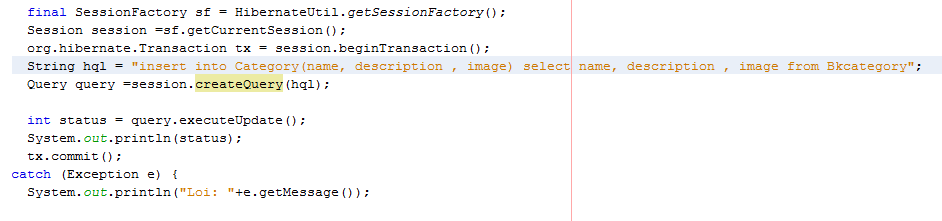 final SessionFactory sf = HibernateUtil.getSessionFactory();
Session session =sf.getCurrentSession();
org.hibernate.Transaction tx = session.beginTransaction();
String hql = "insert into Category(name, description , image) select name, description , image from Bkcategory";
Query query =session.createQuery(hql);
int status = query.executeUpdate();
System.out.println(status);
tx.commit();
catch (Exception e) {
System.out.println("Loi: "+e.getMessage());